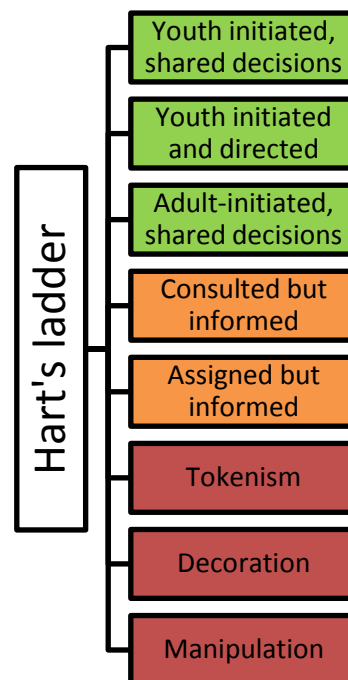 Hart's ladder
Youth initiated,
shared decisions
Youth initiated
and directed
Adult-initiated,
shared decisions
Consulted but
informed
Assigned but
informed
Tokenism
Decoration
Manipulation